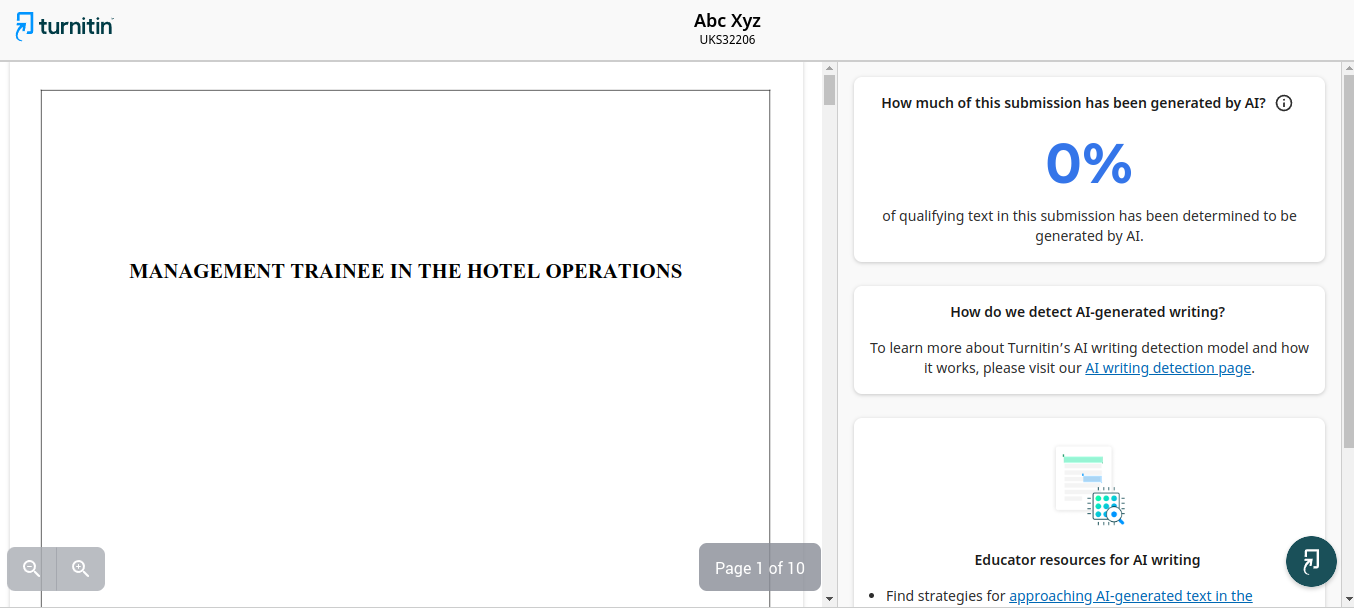 turnitin
Abc Xyz
UKS32206
MANAGEMENT TRAINEE IN THE HOTEL OPERATIONS
Page 1 of 10
How much of this submission has been generated by AI?
0%
of qualifying text in this submission has been determined to be
generated by AI.
How do we detect AI-generated writing?
To learn more about Turnitin’s AI writing detection model and how
it works, please visit our AI writing detection page.
Educator resources for AI writing
• Find strategies for approaching AI-generated text in the